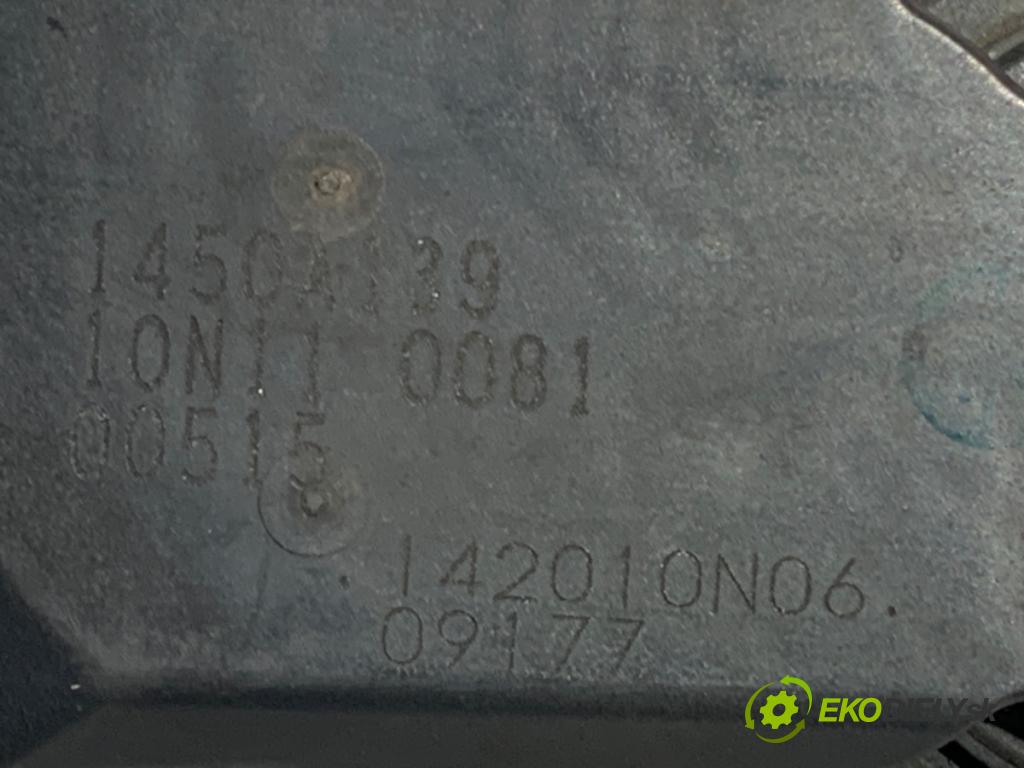 1450A139
10N11 0081
00515
.142010N06.
09177
EKODIELY.sk